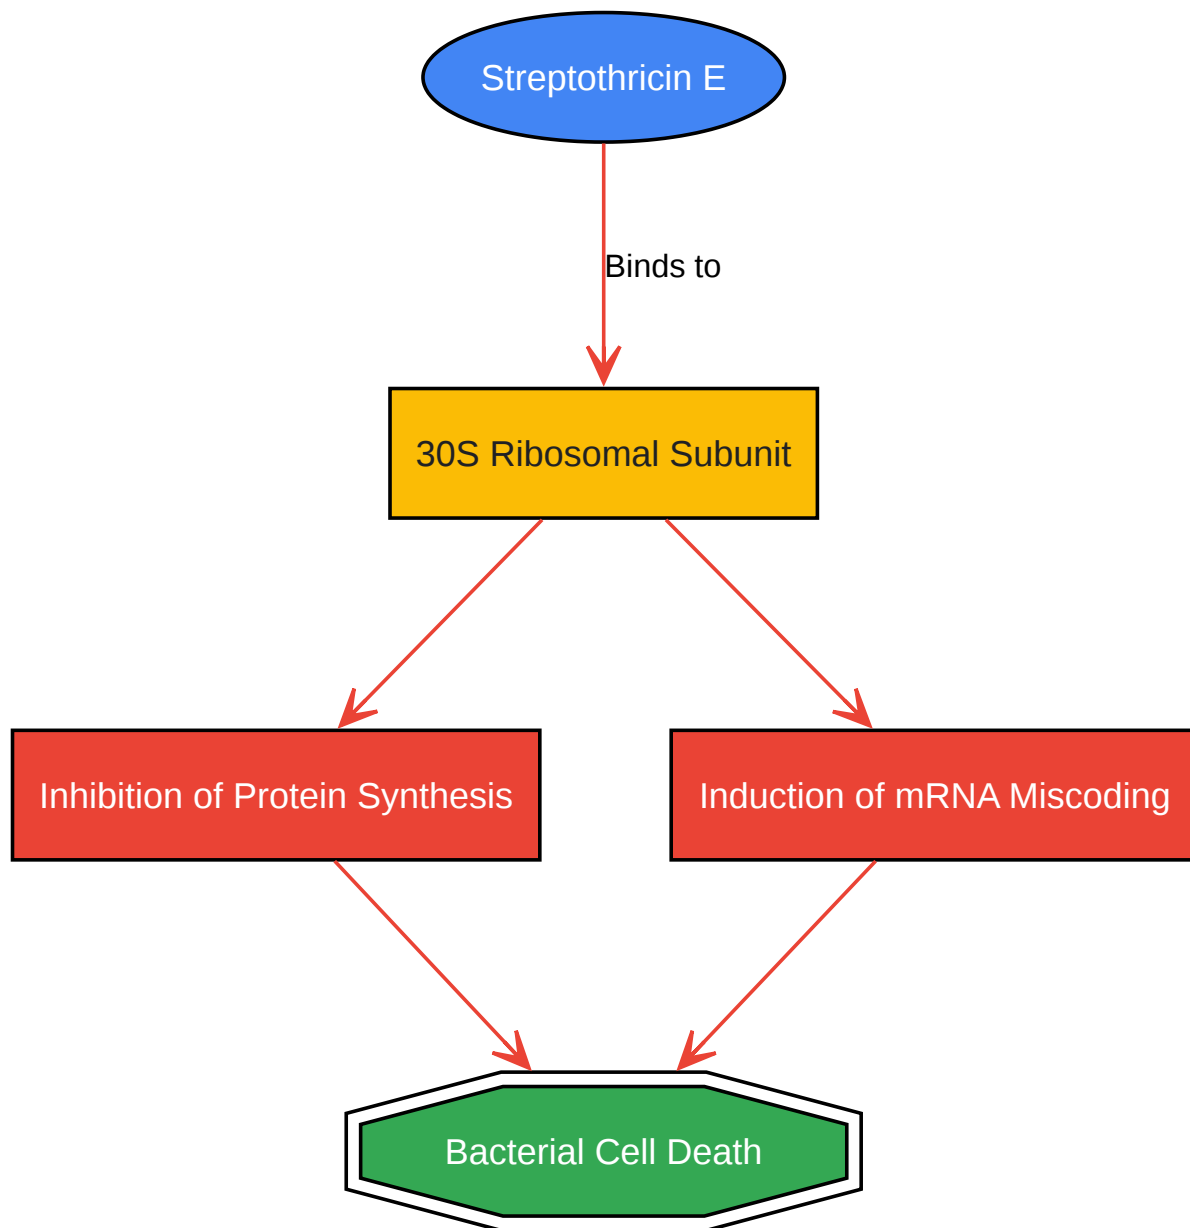 Streptothricin E
Binds to
30S Ribosomal Subunit
Inhibition of Protein Synthesis
Induction of mRNA Miscoding
Bacterial Cell Death